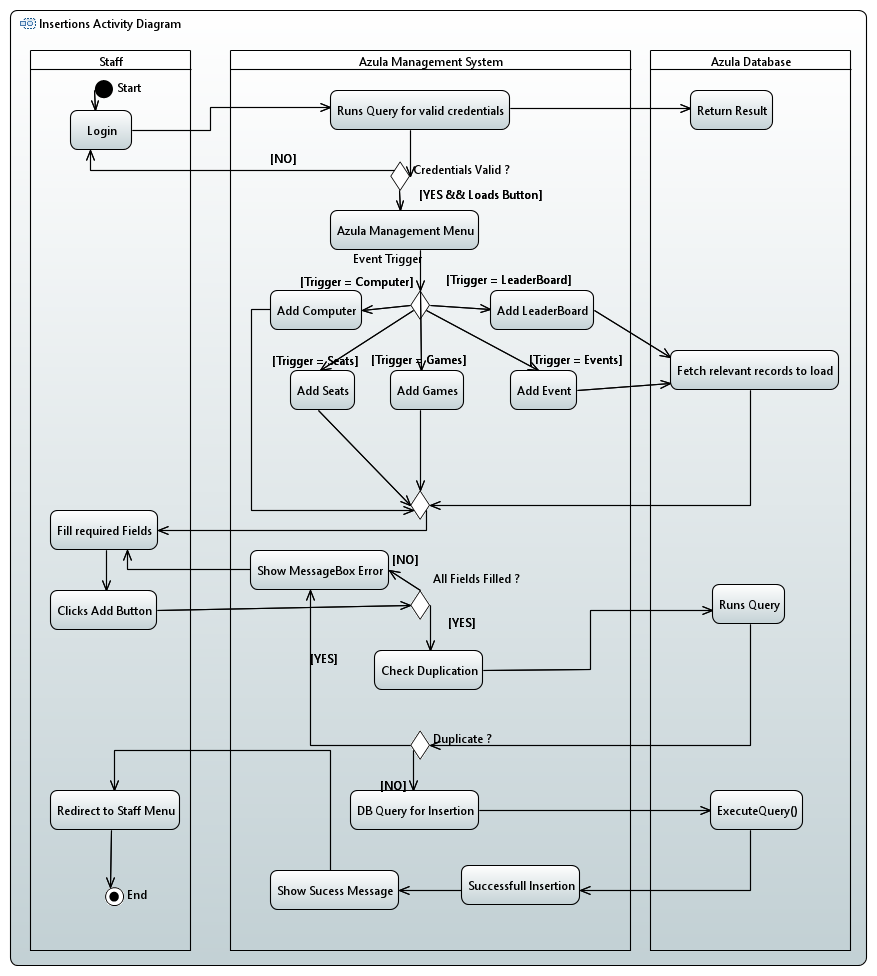 Insertions Activity Diagram
Staff
Azula Management System
Azula Database
Start
Login
Runs Query for valid credentials
Return Result
[NO]
Credentials Valid ?
[YES && Loads Button]
Azula Management Menu
Event Trigger
[Trigger = Computer]
[Trigger = LeaderBoard]
Add Computer
Add LeaderBoard
[Trigger = Seats]
[Trigger = Games]
[Trigger = Events]
Fetch relevant records to load
Add Seats
Add Games
Add Event
Fill required Fields
Show MessageBox Error
[NO]
All Fields Filled ?
Clicks Add Button
Runs Query
[YES]
[YES]
Check Duplication
Duplicate ?
[NO]
Redirect to Staff Menu
DB Query for Insertion
ExecuteQuery()
Show Sucess Message
Successfull Insertion
End